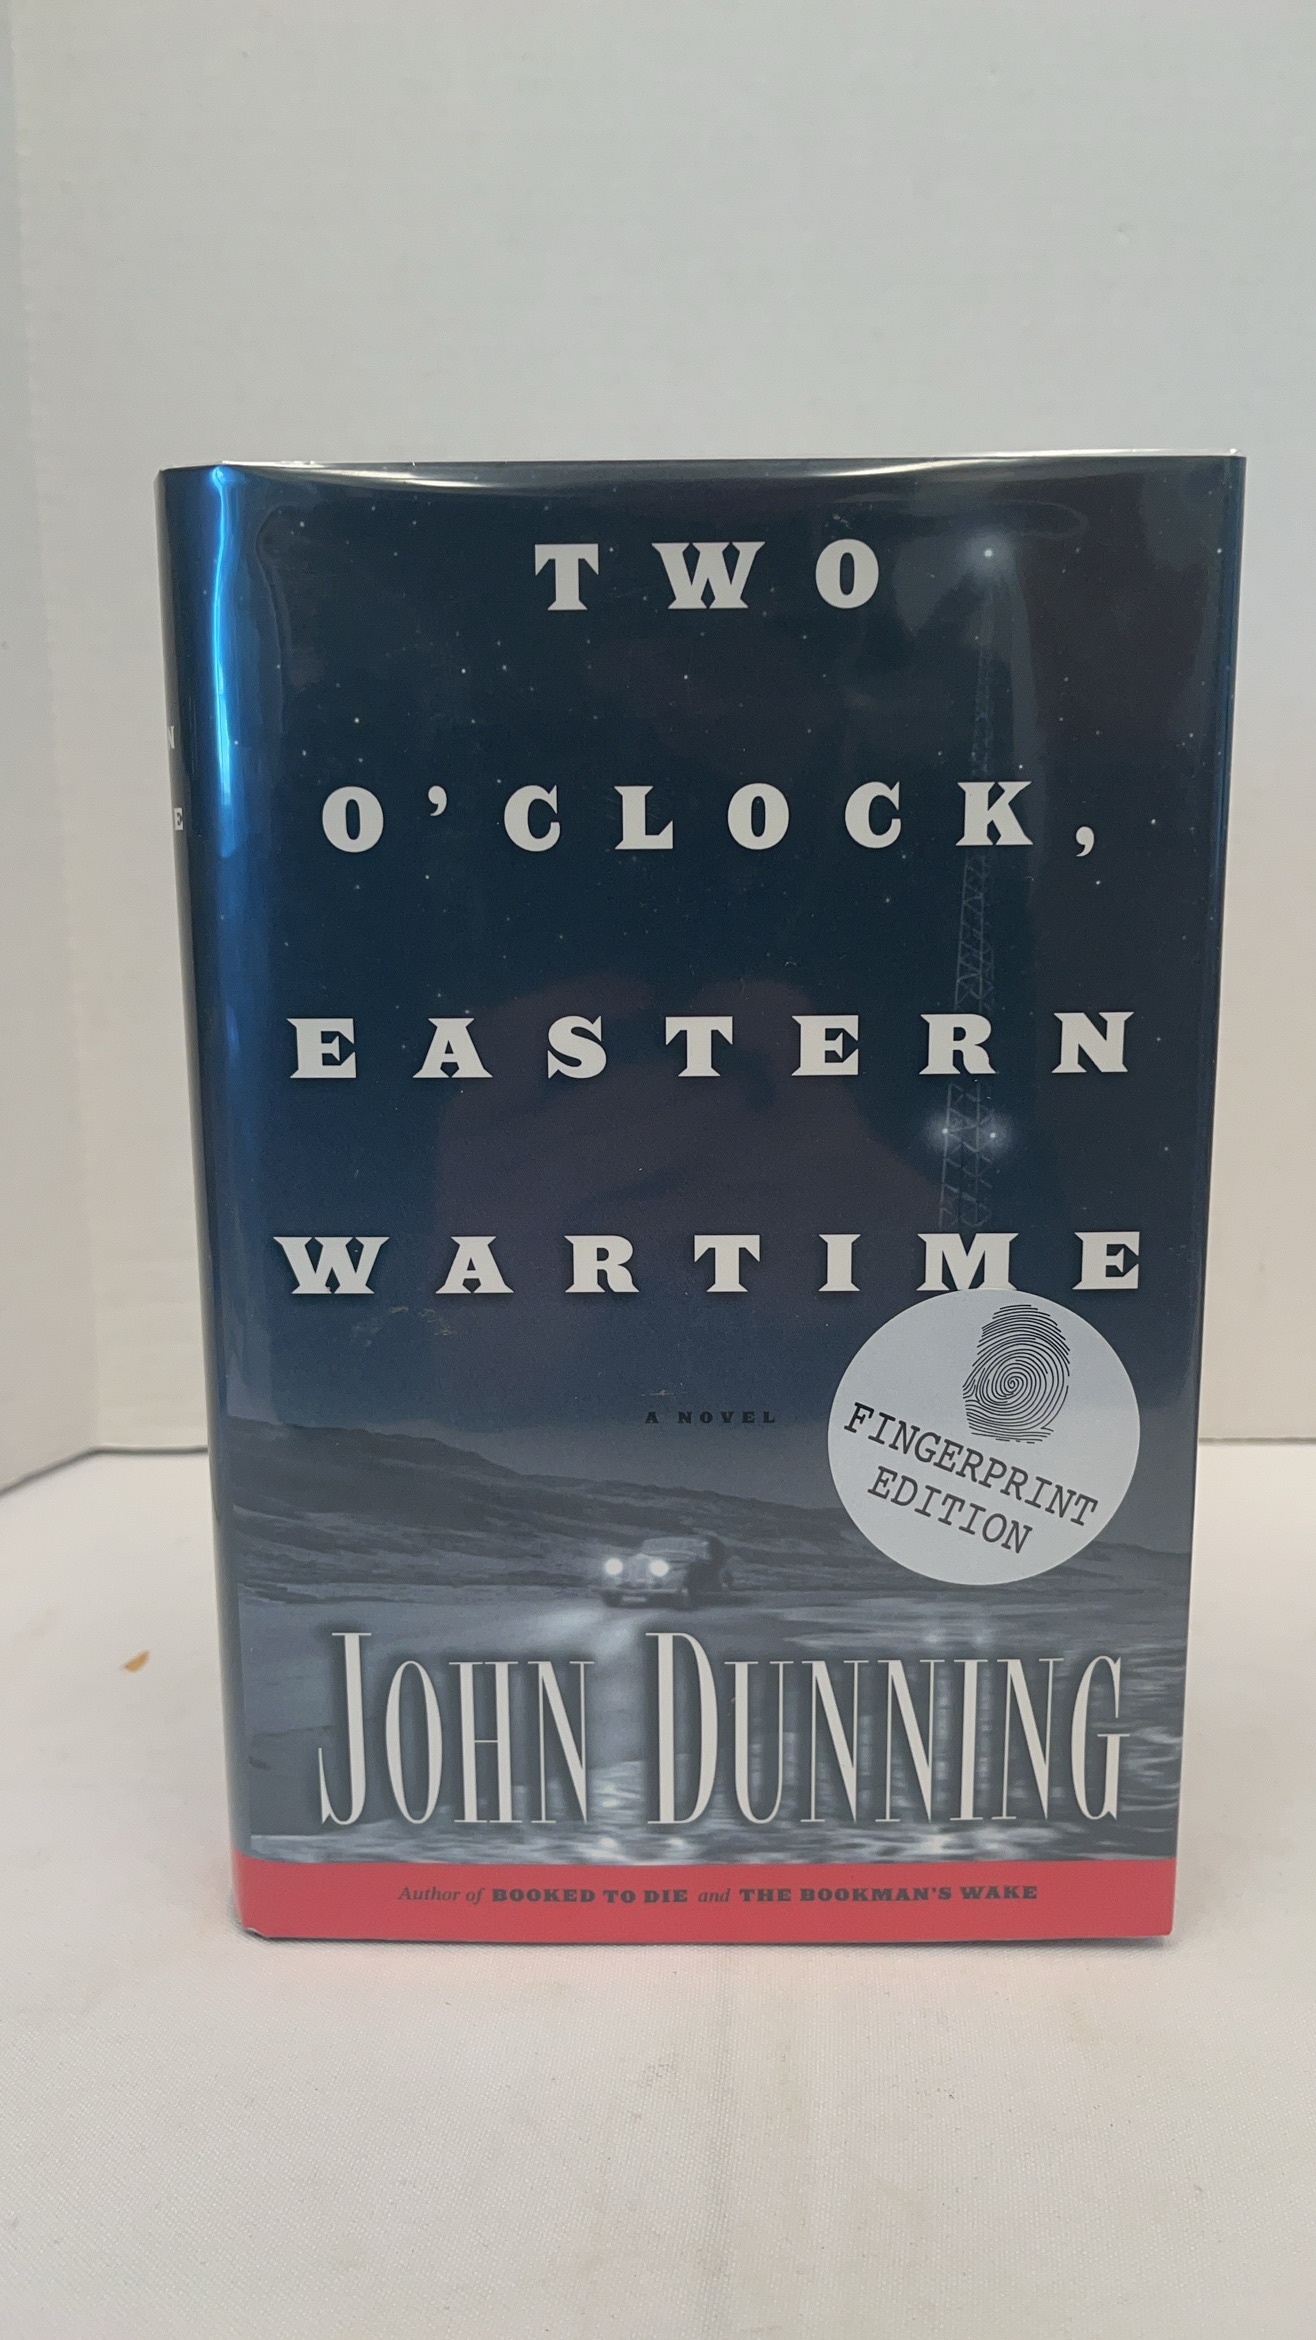 TWO
O'CLOCK,
EASTERN
WARTIME
A NOVEL
FINGERPRINT
EDITION
JOHN DUNNING
Author of BOOKED TO DIE and THE BOOKMAN'S WAKE
N
E